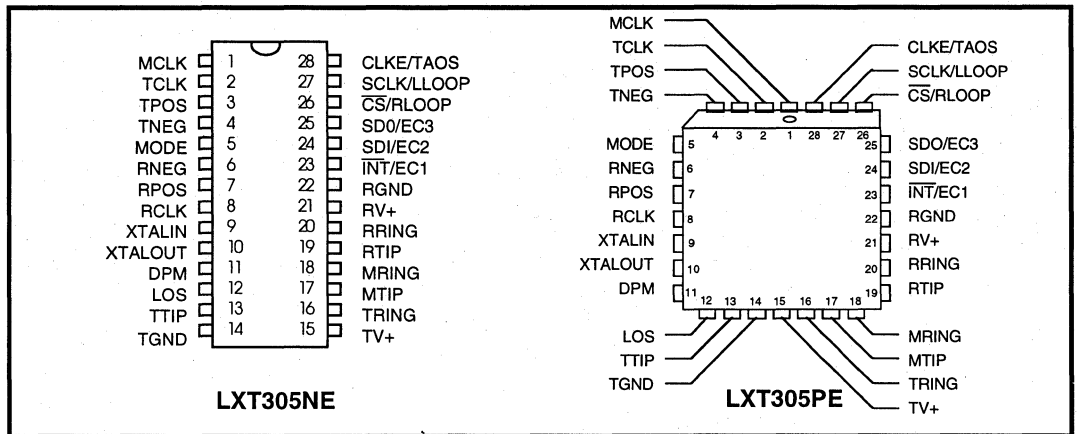 MCLK 1 28 CLKE/TAOS
TCLK 2 27 SCLK/LLOOP
TPOS 3 26 C̅S̅/RLOOP
TNEG 4 25 SD0/EC3
MODE 5 24 SDI/EC2
RNEG 6 23 I̅N̅T̅/EC1
RPOS 7 22 RGND
RCLK 8 21 RV+
XTALIN 9 20 RRING
XTALOUT 10 19 RTIP
DPM 11 18 MRING
LOS 12 17 MTIP
TTIP 13 16 TRING
TGND 14 15 TV+
LXT305NE
MCLK
TCLK CLKE/TAOS
TPOS SCLK/LLOOP
TNEG C̅S̅/RLOOP
4 3 2 1 28 27 26
MODE 5 25 SDO/EC3
RNEG 6 24 SDI/EC2
RPOS 7 23 I̅N̅T̅/EC1
RCLK 8 22 RGND
XTALIN 9 21 RV+
XTALOUT 10 20 RRING
DPM 11 19 RTIP
12 13 14 15 16 17 18
LOS MRING
TTIP MTIP
TGND TRING
LXT305PE
TV+